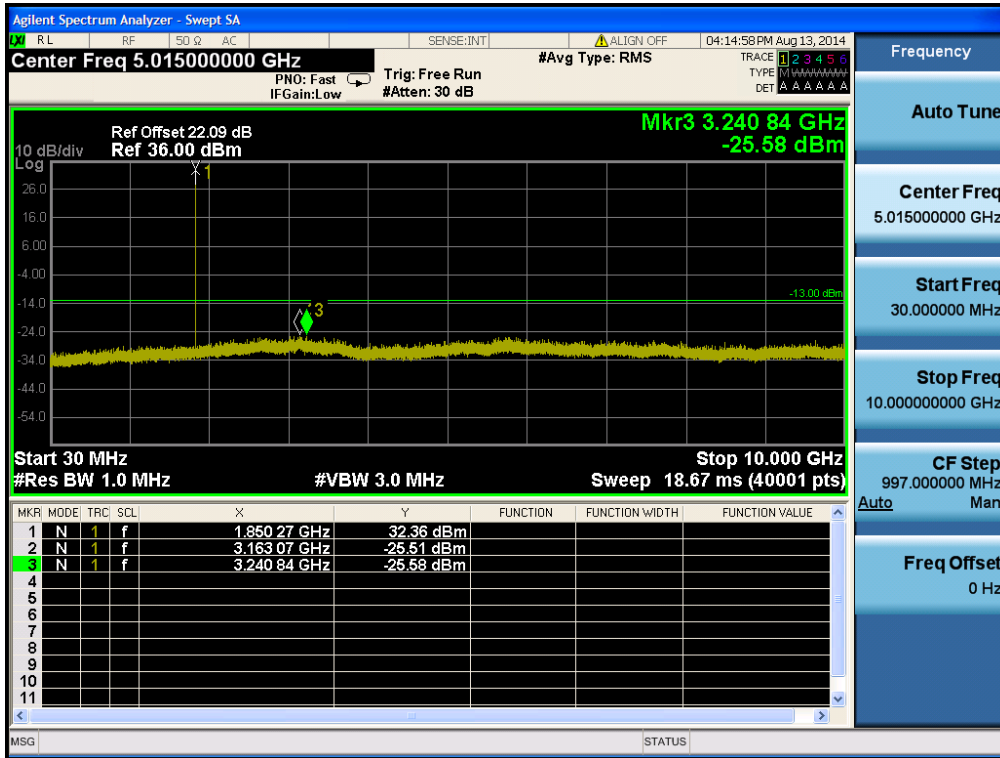 Agilent Spectrum Analyzer - Swept SA
LXI RL RF 50 Ω AC SENSE:INT ALIGN OFF 04:14:58 PM Aug 13, 2014
Center Freq 5.015000000 GHz
PNO: Fast
IFGain:Low
Trig: Free Run
#Atten: 30 dB
#Avg Type: RMS
TRACE 1 2 3 4 5 6
TYPE M WWWWW
DET A A A A A A
Mkr3 3.240 84 GHz
-25.58 dBm
Ref Offset 22.09 dB
10 dB/div Ref 36.00 dBm
Log
1
26.0
16.0
6.00
-4.00
-13.00 dBm
-14.0
3
-24.0
-34.0
-44.0
-54.0
Start 30 MHz Stop 10.000 GHz
#Res BW 1.0 MHz #VBW 3.0 MHz Sweep 18.67 ms (40001 pts)
MKR MODE TRC SCL X Y FUNCTION FUNCTION WIDTH FUNCTION VALUE
1 N 1 f 1.850 27 GHz 32.36 dBm
2 N 1 f 3.163 07 GHz -25.51 dBm
3 N 1 f 3.240 84 GHz -25.58 dBm
4
5
6
7
8
9
10
11
MSG STATUS
Frequency
Auto Tune
Center Freq
5.015000000 GHz
Start Freq
30.000000 MHz
Stop Freq
10.000000000 GHz
CF Step
997.000000 MHz
Auto Man
Freq Offset
0 Hz